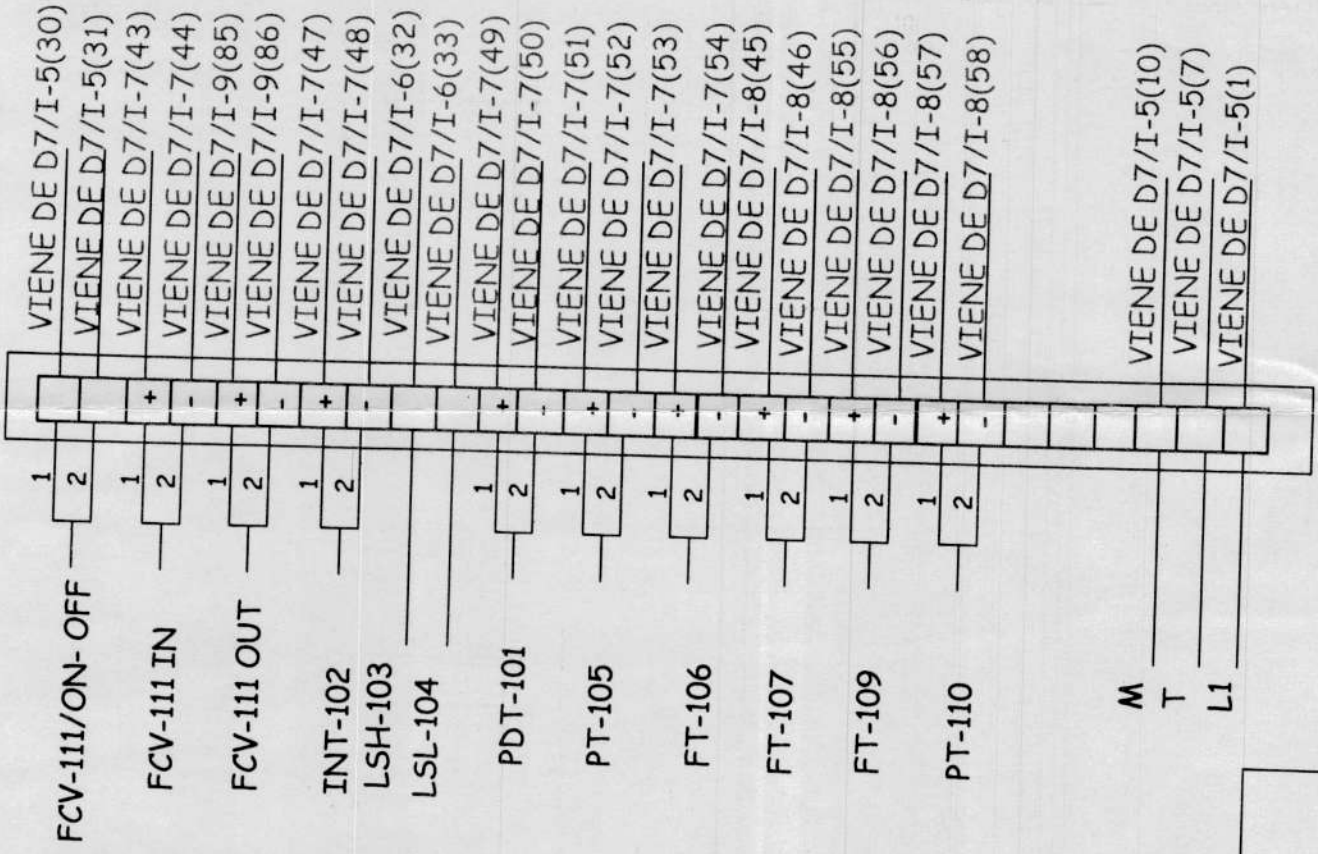 VIENE DE D7/I-5(30)
VIENE DE D7/I-5(31)
VIENE DE D7/I-7(43)
VIENE DE D7/I-7(44)
VIENE DE D7/I-9(85)
VIENE DE D7/I-9(86)
VIENE DE D7/I-7(47)
VIENE DE D7/I-7(48)
VIENE DE D7/I-6(32)
VIENE DE D7/I-6(33)
VIENE DE D7/I-7(49)
VIENE DE D7/I-7(50)
VIENE DE D7/I-7(51)
VIENE DE D7/I-7(52)
VIENE DE D7/I-7(53)
VIENE DE D7/I-7(54)
VIENE DE D7/I-8(45)
VIENE DE D7/I-8(46)
VIENE DE D7/I-8(55)
VIENE DE D7/I-8(56)
VIENE DE D7/I-8(57)
VIENE DE D7/I-8(58)
VIENE DE D7/I-5(10)
VIENE DE D7/I-5(7)
VIENE DE D7/I-5(1)
+ - + - + - + - + - + - + - + - + - 
1 2
1 2
1 2
1 2
1 2
1 2
1 2
1 2
1 2
1 2
FCV-111/ON-OFF
FCV-111 IN
FCV-111 OUT
INT-102
LSH-103
LSL-104
PDT-101
PT-105
FT-106
FT-107
FT-109
PT-110
M
T
L1